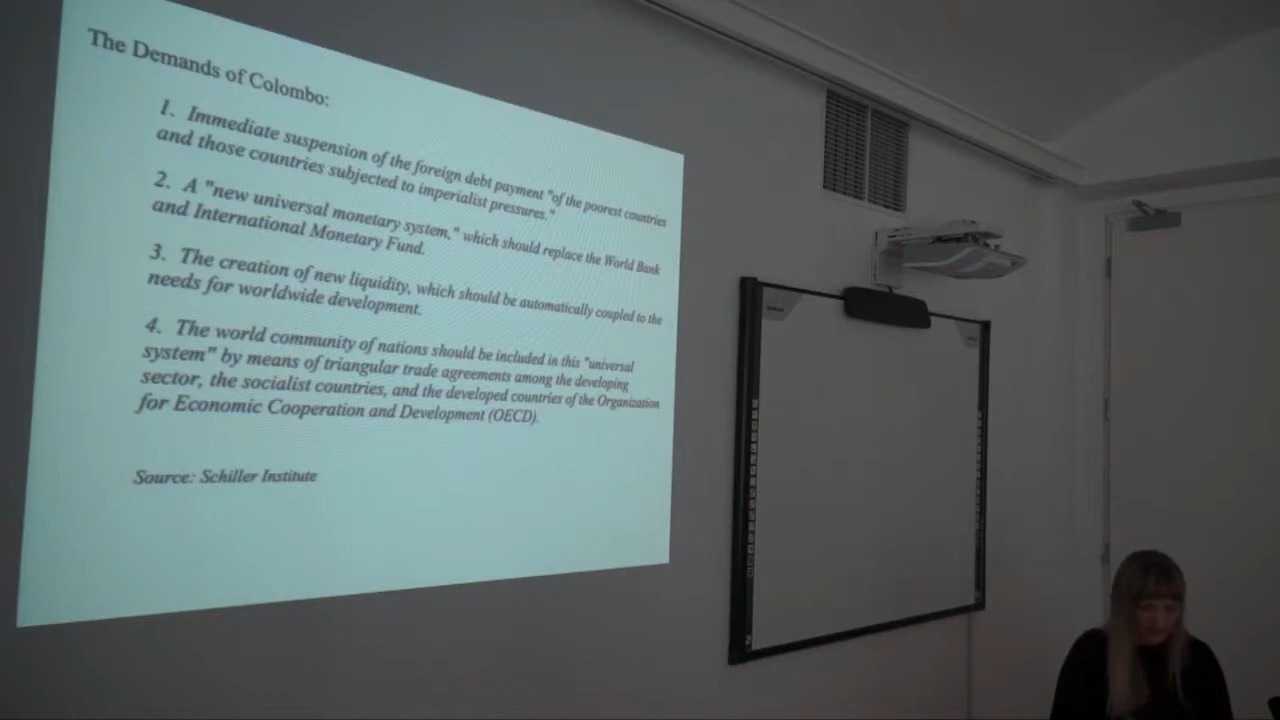 The Demands of Colombo:
1. Immediate suspension of the foreign debt payment "of the poorest countries
and those countries subjected to imperialist pressures."
2. A "new universal monetary system," which should replace the World Bank
and International Monetary Fund.
3. The creation of new liquidity, which should be automatically coupled to the
needs for worldwide development.
4. The world community of nations should be included in this "universal
system" by means of triangular trade agreements among the developing
sector, the socialist countries, and the developed countries of the Organization
for Economic Cooperation and Development (OECD).
Source: Schiller Institute